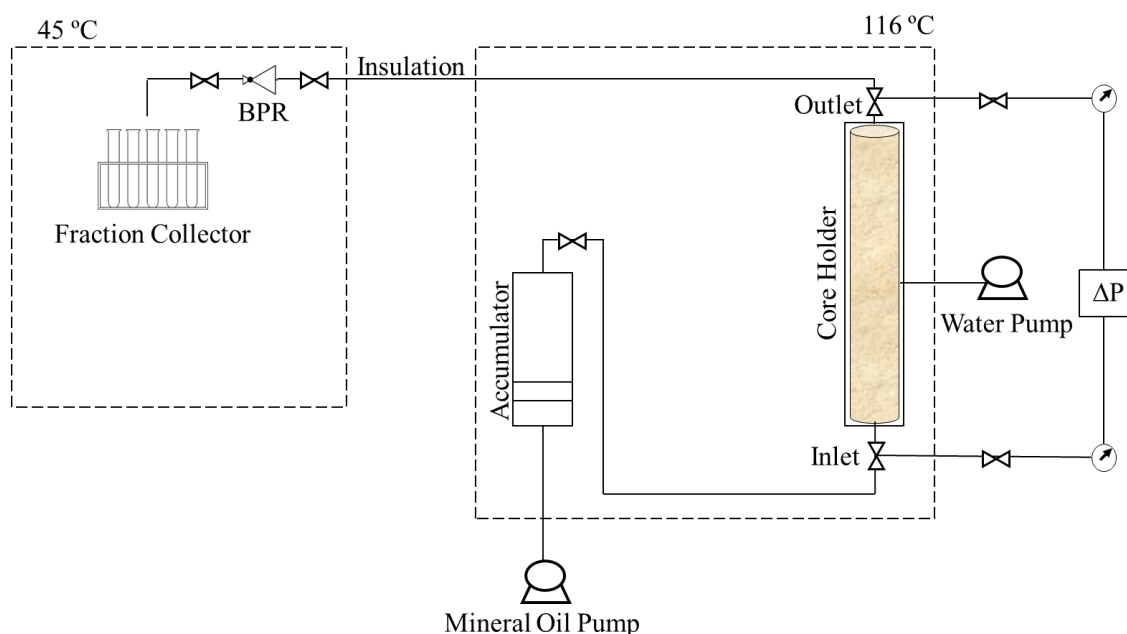 45 ºC
116 ºC
Insulation
BPR
Outlet
Fraction Collector
Accumulator
Core Holder
ΔP
Water Pump
Inlet
Mineral Oil Pump